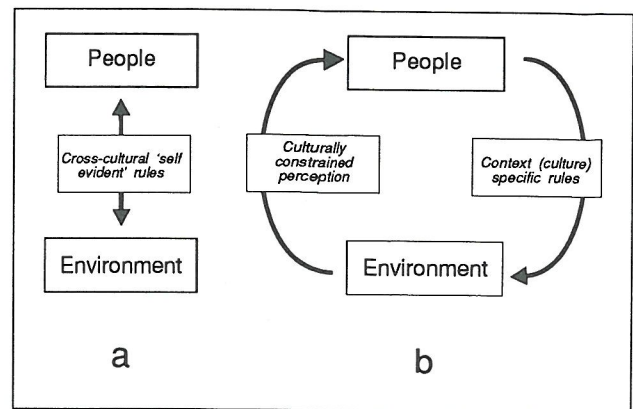 People
Cross-cultural 'self
evident' rules
Environment
a
People
Culturally
constrained
perception
Context (culture)
specific rules
Environment
b